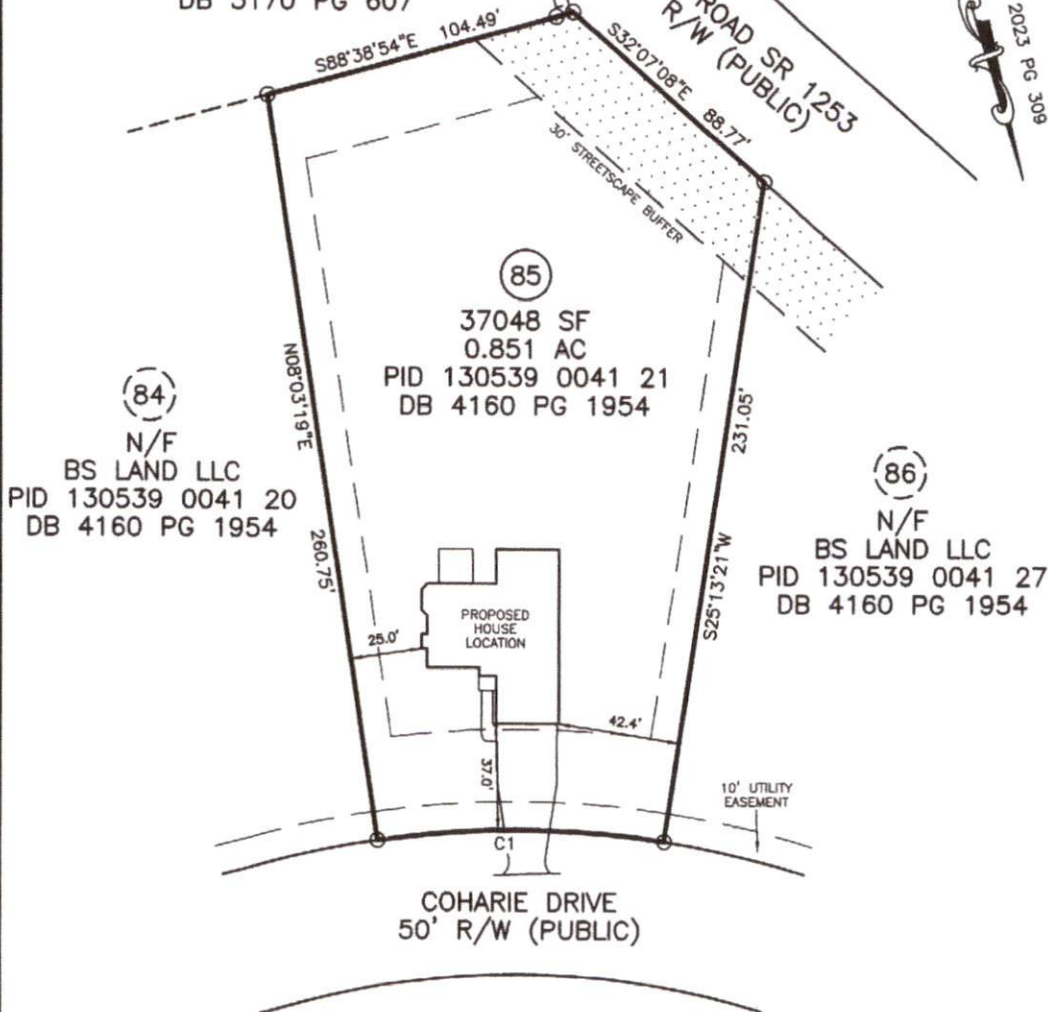 DB 5170 PG 607
S88°38'54"E 104.49'
S32°07'08"E 88.77'
ROAD SR 1253
R/W (PUBLIC)
2023 PG 309
30' STREETSCAPE BUFFER
85
37048 SF
0.851 AC
PID 130539 0041 21
DB 4160 PG 1954
N08°03'19"E
260.75'
84
N/F
BS LAND LLC
PID 130539 0041 20
DB 4160 PG 1954
231.05'
S25°13'21"W
86
N/F
BS LAND LLC
PID 130539 0041 27
DB 4160 PG 1954
PROPOSED
HOUSE
LOCATION
25.0'
42.4'
37.0'
10' UTILITY
EASEMENT
C1
COHARIE DRIVE
50' R/W (PUBLIC)